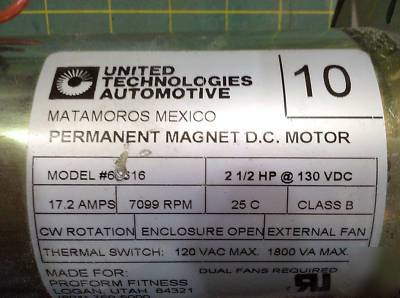 UNITED
TECHNOLOGIES
AUTOMOTIVE
10
MATAMOROS MEXICO
PERMANENT MAGNET D.C. MOTOR
MODEL 2 1/2 HP @ 130 VDC
17.2 AMPS 7099 RPM 25 C CLASS B
CW ROTATION ENCLOSURE OPEN EXTERNAL FAN
THERMAL SWITCH: 120 VAC MAX. 1800 VA MAX.
MADE FOR: DUAL FANS REQUIRED
PROFORM FITNESS
LOGAN, UTAH 84321